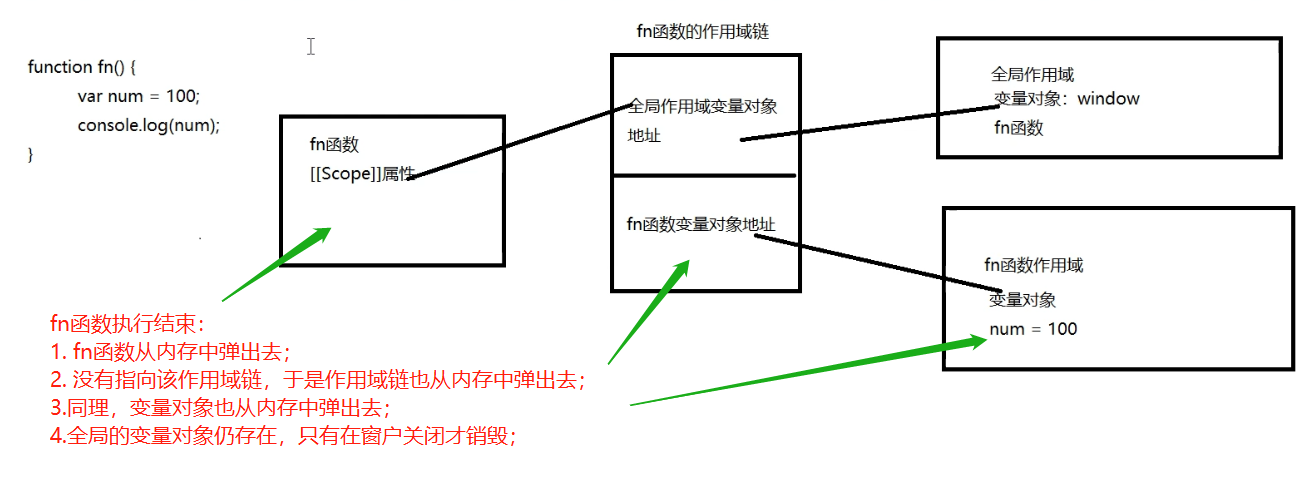 fn函数的作用域链
function fn() {
var num = 100;
console.log(num);
}
fn函数
[[Scope]]属性
全局作用域变量对象
地址
fn函数变量对象地址
全局作用域
变量对象：window
fn函数
fn函数作用域
变量对象
num = 100
fn函数执行结束：
1. fn函数从内存中弹出去；
2. 没有指向该作用域链，于是作用域链也从内存中弹出去；
3.同理，变量对象也从内存中弹出去；
4.全局的变量对象仍存在，只有在窗户关闭才销毁；